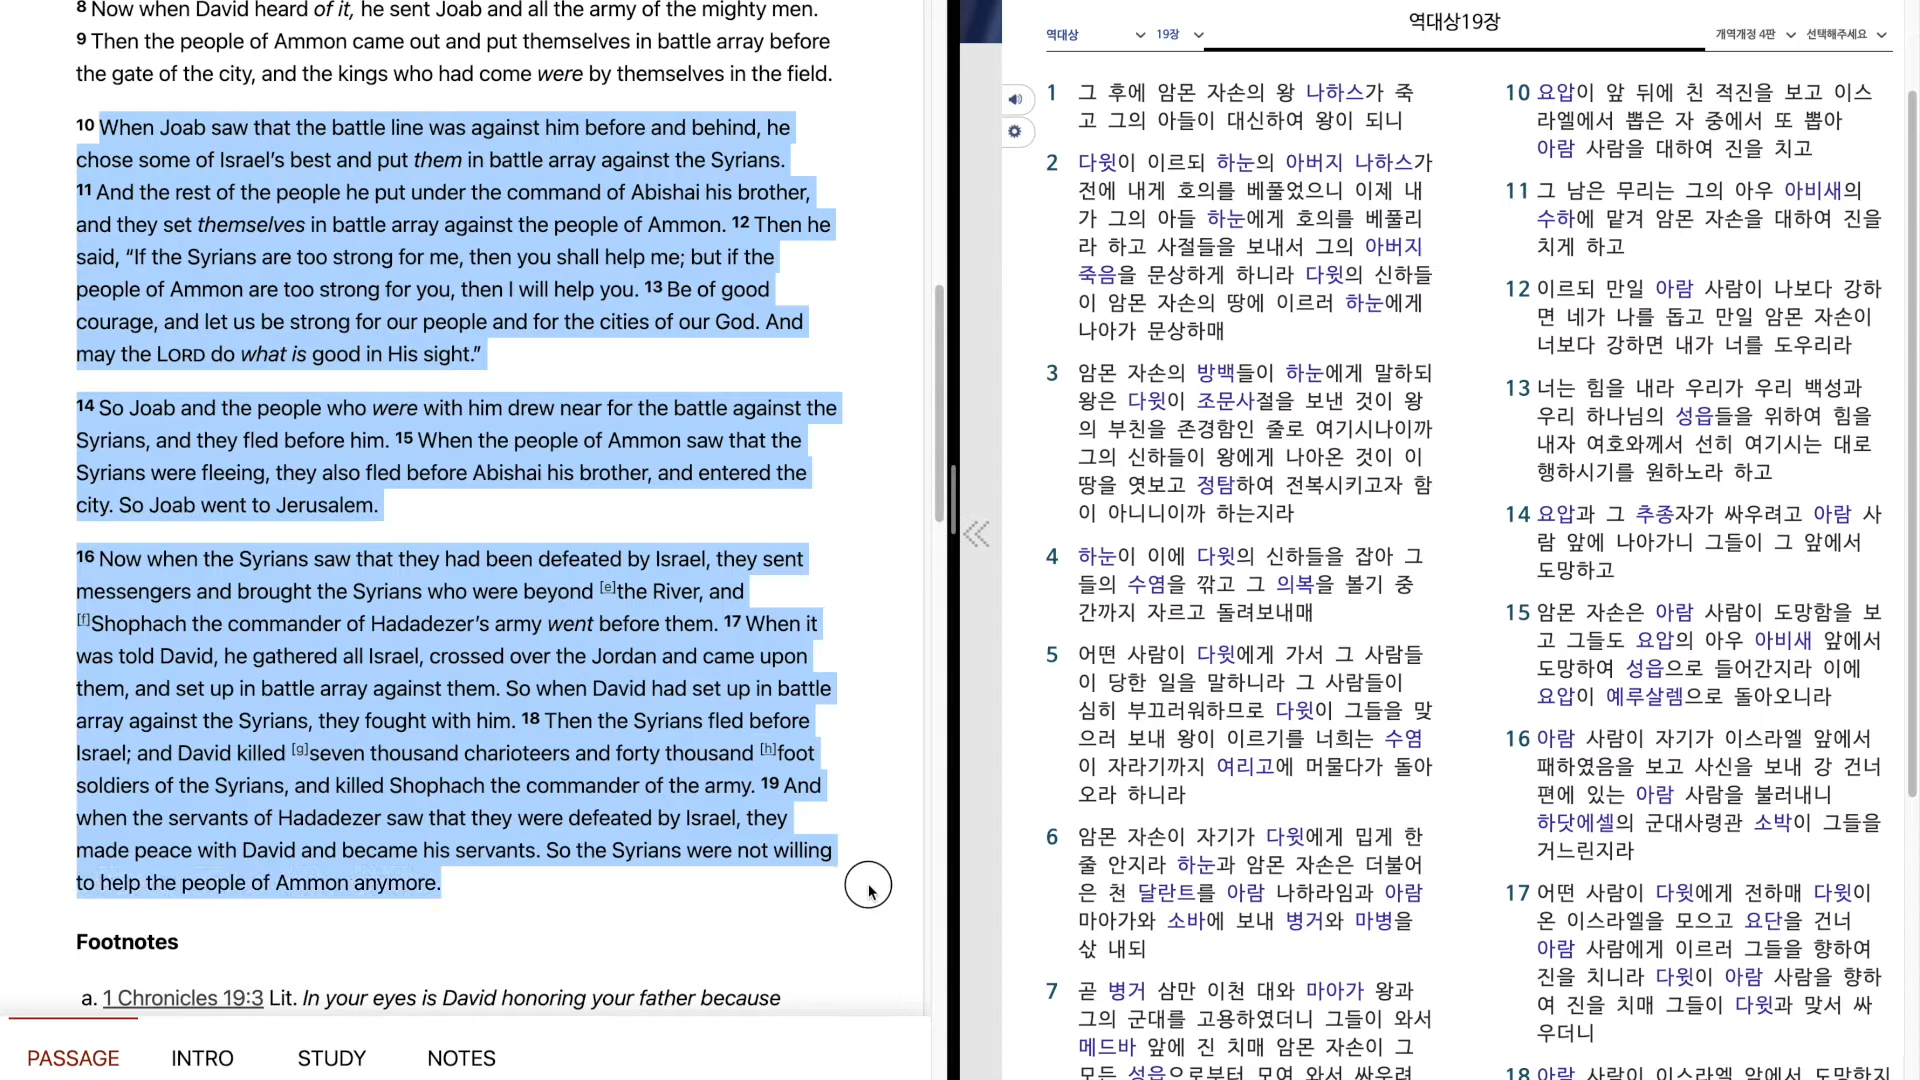 8 Now when David heard of it, he sent Joab and all the army of the mighty men.
9 Then the people of Ammon came out and put themselves in battle array before
the gate of the city, and the kings who had come were by themselves in the field.
10 When Joab saw that the battle line was against him before and behind, he
chose some of Israel’s best and put them in battle array against the Syrians.
11 And the rest of the people he put under the command of Abishai his brother,
and they set themselves in battle array against the people of Ammon. 12 Then he
said, “If the Syrians are too strong for me, then you shall help me; but if the
people of Ammon are too strong for you, then I will help you. 13 Be of good
courage, and let us be strong for our people and for the cities of our God. And
may the LORD do what is good in His sight.”
14 So Joab and the people who were with him drew near for the battle against the
Syrians, and they fled before him. 15 When the people of Ammon saw that the
Syrians were fleeing, they also fled before Abishai his brother, and entered the
city. So Joab went to Jerusalem.
16 Now when the Syrians saw that they had been defeated by Israel, they sent
messengers and brought the Syrians who were beyond [e]the River, and
[f]Shophach the commander of Hadadezer’s army went before them. 17 When it
was told David, he gathered all Israel, crossed over the Jordan and came upon
them, and set up in battle array against them. So when David had set up in battle
array against the Syrians, they fought with him. 18 Then the Syrians fled before
Israel; and David killed [g]seven thousand charioteers and forty thousand [h]foot
soldiers of the Syrians, and killed Shophach the commander of the army. 19 And
when the servants of Hadadezer saw that they were defeated by Israel, they
made peace with David and became his servants. So the Syrians were not willing
to help the people of Ammon anymore.
Footnotes
a. 1 Chronicles 19:3 Lit. In your eyes is David honoring your father because
PASSAGE INTRO STUDY NOTES
역대상19장
역대상 19장 개역개정 4판 선택해주세요
1 그 후에 암몬 자손의 왕 나하스가 죽
고 그의 아들이 대신하여 왕이 되니
2 다윗이 이르되 하눈의 아버지 나하스가
전에 내게 호의를 베풀었으니 이제 내
가 그의 아들 하눈에게 호의를 베풀리
라 하고 사절들을 보내서 그의 아버지
죽음을 문상하게 하니라 다윗의 신하들
이 암몬 자손의 땅에 이르러 하눈에게
나아가 문상하매
3 암몬 자손의 방백들이 하눈에게 말하되
왕은 다윗이 조문사절을 보낸 것이 왕
의 부친을 존경함인 줄로 여기시나이까
그의 신하들이 왕에게 나아온 것이 이
땅을 엿보고 정탐하여 전복시키고자 함
이 아니니이까 하는지라
4 하눈이 이에 다윗의 신하들을 잡아 그
들의 수염을 깎고 그 의복을 볼기 중
간까지 자르고 돌려보내매
5 어떤 사람이 다윗에게 가서 그 사람들
이 당한 일을 말하니라 그 사람들이
심히 부끄러워하므로 다윗이 그들을 맞
으러 보내 왕이 이르기를 너희는 수염
이 자라기까지 여리고에 머물다가 돌아
오라 하니라
6 암몬 자손이 자기가 다윗에게 밉게 한
줄 안지라 하눈과 암몬 자손은 더불어
은 천 달란트를 아람 나하라임과 아람
마아가와 소바에 보내 병거와 마병을
삯 내되
7 곧 병거 삼만 이천 대와 마아가 왕과
그의 군대를 고용하였더니 그들이 와서
메드바 앞에 진 치매 암몬 자손이 그
모든 성읍으로부터 모여 와서 싸우려
10 요압이 앞 뒤에 친 적진을 보고 이스
라엘에서 뽑은 자 중에서 또 뽑아
아람 사람을 대하여 진을 치고
11 그 남은 무리는 그의 아우 아비새의
수하에 맡겨 암몬 자손을 대하여 진을
치게 하고
12 이르되 만일 아람 사람이 나보다 강하
면 네가 나를 돕고 만일 암몬 자손이
너보다 강하면 내가 너를 도우리라
13 너는 힘을 내라 우리가 우리 백성과
우리 하나님의 성읍들을 위하여 힘을
내자 여호와께서 선히 여기시는 대로
행하시기를 원하노라 하고
14 요압과 그 추종자가 싸우려고 아람 사
람 앞에 나아가니 그들이 그 앞에서
도망하고
15 암몬 자손은 아람 사람이 도망함을 보
고 그들도 요압의 아우 아비새 앞에서
도망하여 성읍으로 들어간지라 이에
요압이 예루살렘으로 돌아오니라
16 아람 사람이 자기가 이스라엘 앞에서
패하였음을 보고 사신을 보내 강 건너
편에 있는 아람 사람을 불러내니
하닷에셀의 군대사령관 소박이 그들을
거느린지라
17 어떤 사람이 다윗에게 전하매 다윗이
온 이스라엘을 모으고 요단을 건너
아람 사람에게 이르러 그들을 향하여
진을 치니라 다윗이 아람 사람을 향하
여 진을 치매 그들이 다윗과 맞서 싸
우더니
18 아람 사람이 이스라엘 앞에서 도망한지